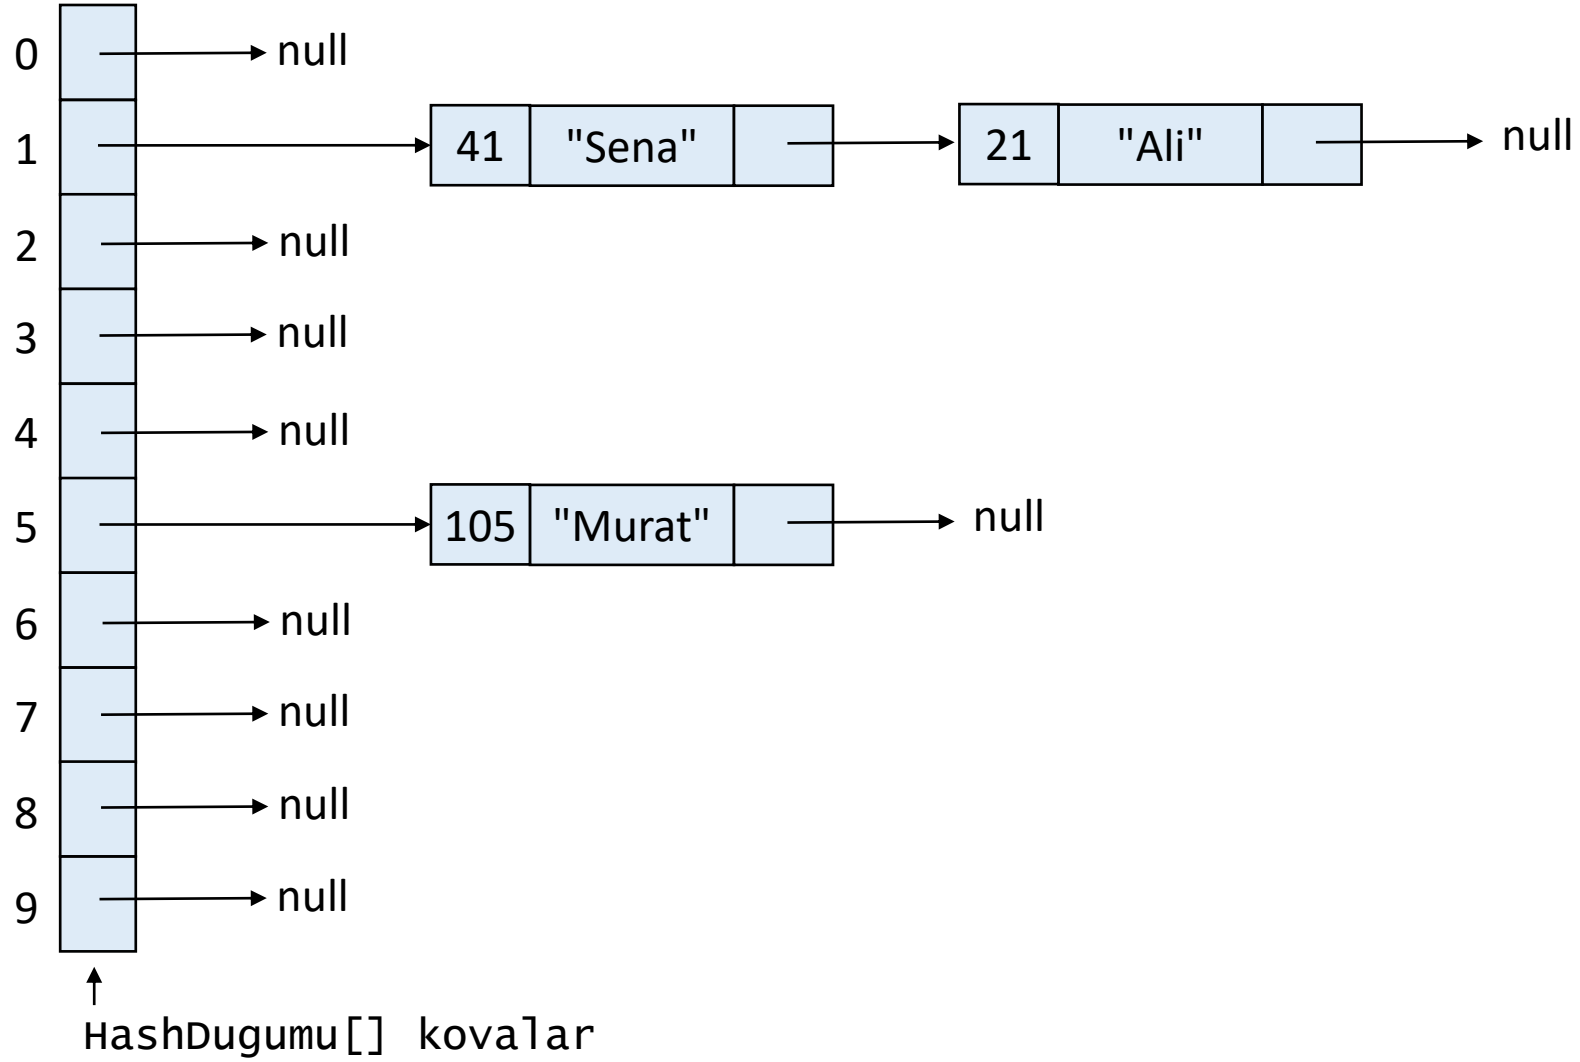 0 null
1 41 "Sena" 21 "Ali" null
2 null
3 null
4 null
5 105 "Murat" null
6 null
7 null
8 null
9 null
HashDugumu[] kovalar